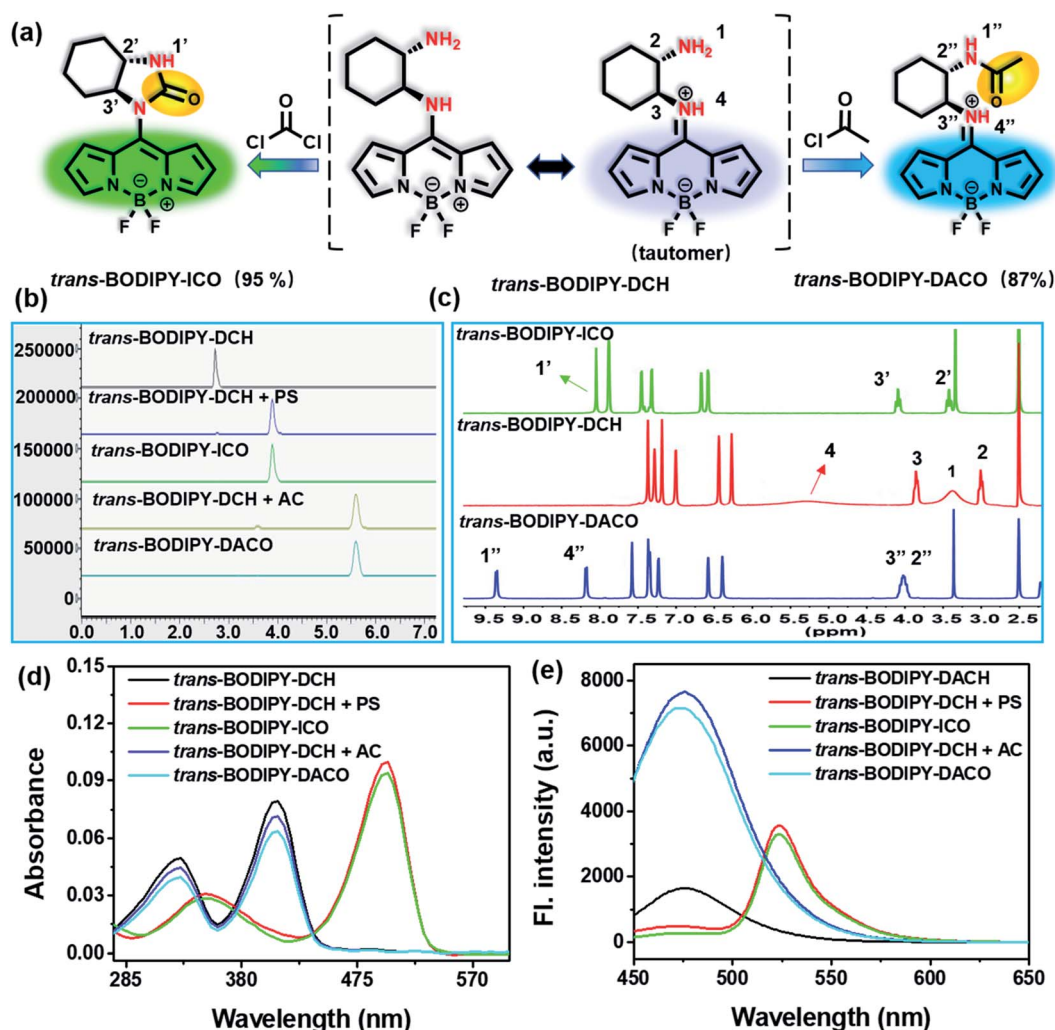 (a)
2' NH 1'
3' N O
N N
B
F F
trans-BODIPY-ICO (95 %)
O
Cl Cl
NH2
NH
N N
B
F F
2 NH2 1
3 NH 4
N N
B
F F
(tautomer)
trans-BODIPY-DCH
O
Cl
H 1''
2'' N
O
3'' NH 4''
N N
B
F F
trans-BODIPY-DACO (87%)
(b)
trans-BODIPY-DCH
trans-BODIPY-DCH + PS
trans-BODIPY-ICO
trans-BODIPY-DCH + AC
trans-BODIPY-DACO
250000
200000
150000
100000
50000
0
0.0 1.0 2.0 3.0 4.0 5.0 6.0 7.0
(c)
trans-BODIPY-ICO
1' 3' 2'
trans-BODIPY-DCH
4 3 1 2
trans-BODIPY-DACO
1'' 4'' 3'' 2''
9.5 9.0 8.5 8.0 7.5 7.0 6.5 6.0 5.5 5.0 4.5 4.0 3.5 3.0 2.5
(ppm)
(d)
trans-BODIPY-DCH
trans-BODIPY-DCH + PS
trans-BODIPY-ICO
trans-BODIPY-DCH + AC
trans-BODIPY-DACO
Absorbance
0.15
0.12
0.09
0.06
0.03
0.00
285 380 475 570
Wavelength (nm)
(e)
trans-BODIPY-DACH
trans-BODIPY-DCH + PS
trans-BODIPY-ICO
trans-BODIPY-DCH + AC
trans-BODIPY-DACO
Fl. intensity (a.u.)
8000
6000
4000
2000
0
450 500 550 600 650
Wavelength (nm)